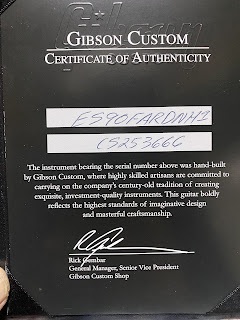 GIBSON CUSTOM
CERTIFICATE OF AUTHENTICITY
ES90FARDNH1
CS253666
The instrument bearing the serial number above was hand-built
by Gibson Custom, where highly skilled artisans are committed to
carrying on the company's century-old tradition of creating
exquisite, investment-quality instruments. This guitar boldly
reflects the highest standards of imaginative design
and masterful craftsmanship.
Rick Gembar
General Manager, Senior Vice President
Gibson Custom Shop